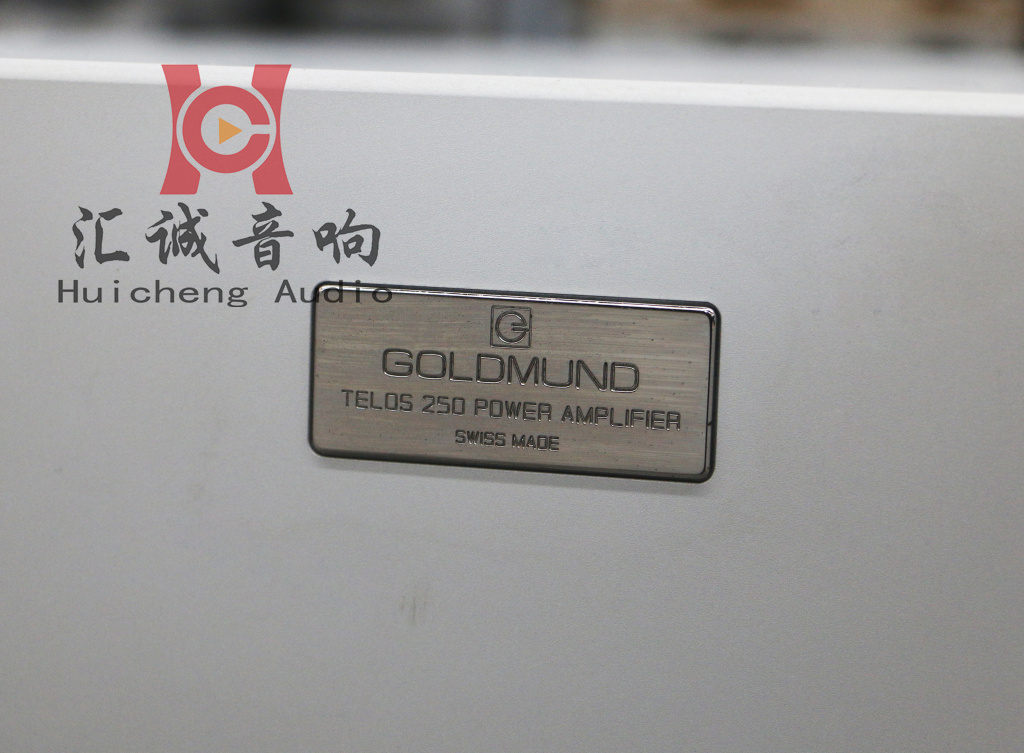 汇诚音响
Huicheng Audio
GOLDMUND
TELOS 250 POWER AMPLIFIER
SWISS MADE